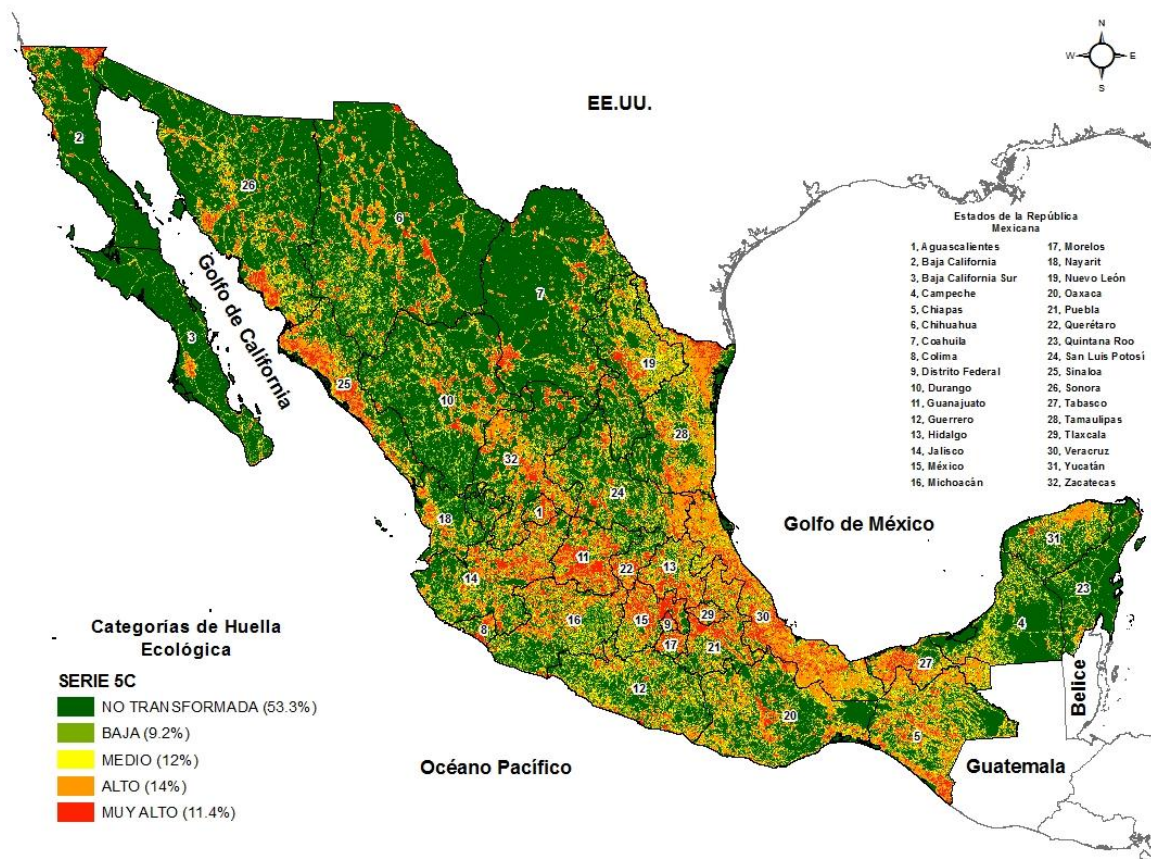 N
W E
S
EE.UU.
Estados de la República
Mexicana
1, Aguascalientes
2, Baja California
3, Baja California Sur
4, Campeche
5, Chiapas
6, Chihuahua
7, Coahuila
8, Colima
9, Distrito Federal
10, Durango
11, Guanajuato
12, Guerrero
13, Hidalgo
14, Jalisco
15, México
16, Michoacán
17, Morelos
18, Nayarit
19, Nuevo León
20, Oaxaca
21, Puebla
22, Querétaro
23, Quintana Roo
24, San Luis Potosí
25, Sinaloa
26, Sonora
27, Tabasco
28, Tamaulipas
29, Tlaxcala
30, Veracruz
31, Yucatán
32, Zacatecas
2
26
6
7
Golfo de California
3
19
25
10
28
32
24
Golfo de México
1
18
31
11
22
13
14
23
15
9
29
30
4
16
8
17
21
27
Belice
12
20
5
Guatemala
Océano Pacífico
Categorías de Huella
Ecológica
SERIE 5C
NO TRANSFORMADA (53.3%)
BAJA (9.2%)
MEDIO (12%)
ALTO (14%)
MUY ALTO (11.4%)